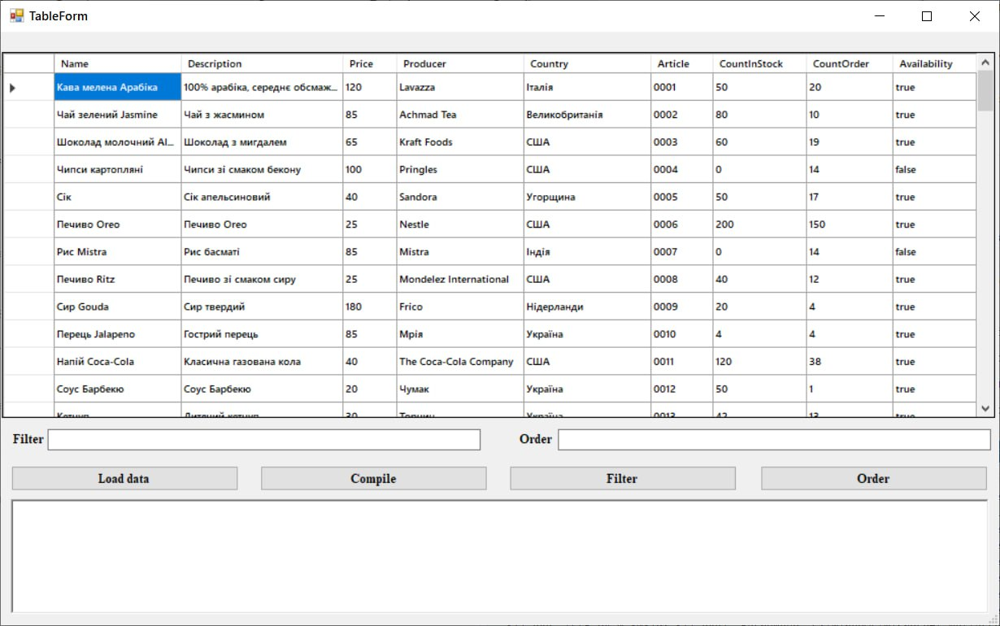 TableForm
Name Description Price Producer Country Article CountInStock CountOrder Availability
Кава мелена Арабіка 100% арабіка, середнє обсмаж... 120 Lavazza Італія 0001 50 20 true
Чай зелений Jasmine Чай з жасмином 85 Achmad Tea Великобританія 0002 80 10 true
Шоколад молочний Al... Шоколад з мигдалем 65 Kraft Foods США 0003 60 19 true
Чипси картопляні Чипси зі смаком бекону 100 Pringles США 0004 0 14 false
Сік Сік апельсиновий 40 Sandora Угорщина 0005 50 17 true
Печиво Oreo Печиво Oreo 25 Nestle США 0006 200 150 true
Рис Mistra Рис басматі 85 Mistra Індія 0007 0 14 false
Печиво Ritz Печиво зі смаком сиру 25 Mondelez International США 0008 40 12 true
Сир Gouda Сир твердий 180 Frico Нідерланди 0009 20 4 true
Перець Jalapeno Гострий перець 85 Мрія Україна 0010 4 4 true
Напій Coca-Cola Класична газована кола 40 The Coca-Cola Company США 0011 120 38 true
Соус Барбекю Соус Барбекю 20 Чумак Україна 0012 50 1 true
Кетчуп Дитячий кетчуп 30 Торчин Україна 0013 42 13 true
Filter Order
Load data Compile Filter Order